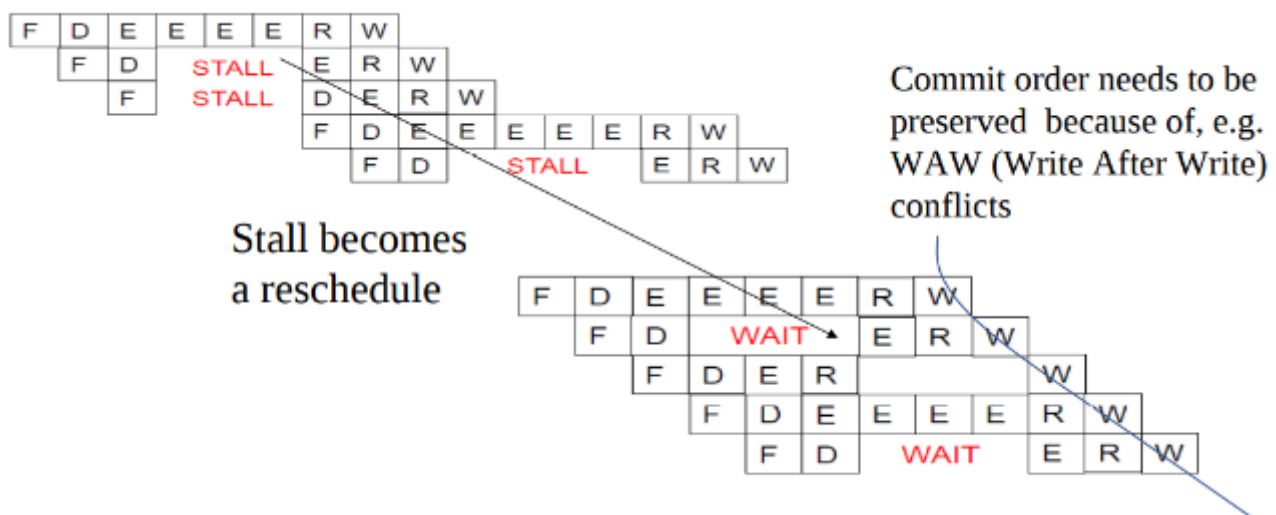 F D E E E E R W
F D STALL E R W
F STALL D E R W
F D E E E E E R W
F D STALL E R W
Commit order needs to be
preserved because of, e.g.
WAW (Write After Write)
conflicts
Stall becomes
a reschedule
F D E E E E R W
F D WAIT E R W
F D E R W
F D E E E E R W
F D WAIT E R W